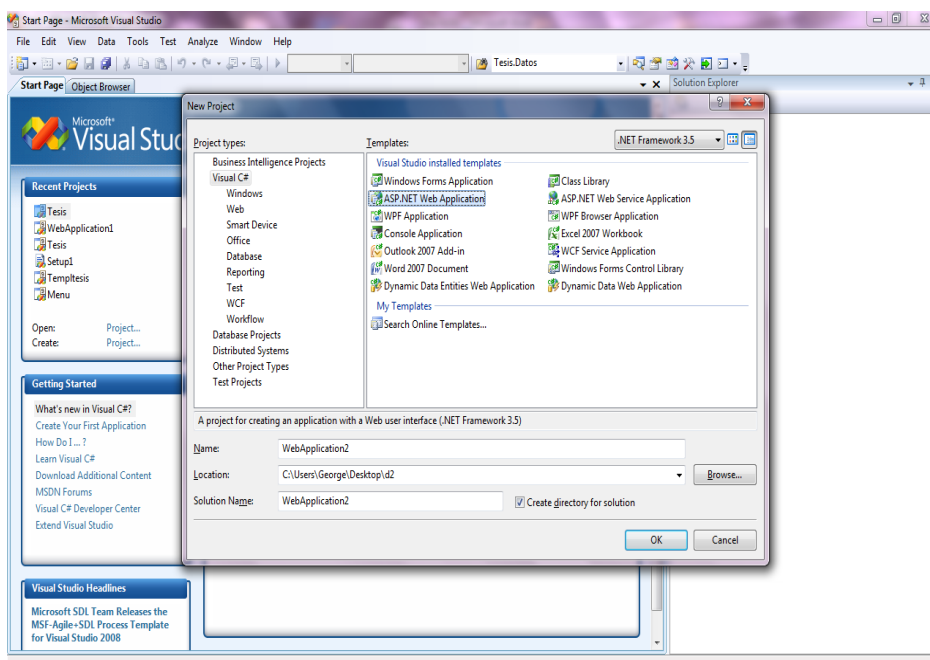 Start Page - Microsoft Visual Studio
File Edit View Data Tools Test Analyze Window Help
Tesis.Datos
Start Page Object Browser
Solution Explorer
New Project
Microsoft®
Visual Stud
Project types:
Templates:
.NET Framework 3.5
Business Intelligence Projects
Visual C#
Windows
Web
Smart Device
Office
Database
Reporting
Test
WCF
Workflow
Database Projects
Distributed Systems
Other Project Types
Test Projects
Visual Studio installed templates
Windows Forms Application
Class Library
ASP.NET Web Application
ASP.NET Web Service Application
WPF Application
WPF Browser Application
Console Application
Excel 2007 Workbook
Outlook 2007 Add-in
WCF Service Application
Word 2007 Document
Windows Forms Control Library
Dynamic Data Entities Web Application
Dynamic Data Web Application
My Templates
Search Online Templates...
A project for creating an application with a Web user interface (.NET Framework 3.5)
Name: WebApplication2
Location: C:\Users\George\Desktop\d2
Browse...
Solution Name: WebApplication2
Create directory for solution
OK
Cancel
Recent Projects
Tesis
WebApplication1
Tesis
Setup1
Templtesis
Menu
Open: Project...
Create: Project...
Getting Started
What's new in Visual C#?
Create Your First Application
How Do I ... ?
Learn Visual C#
Download Additional Content
MSDN Forums
Visual C# Developer Center
Extend Visual Studio
Visual Studio Headlines
Microsoft SDL Team Releases the
MSF-Agile+SDL Process Template
for Visual Studio 2008